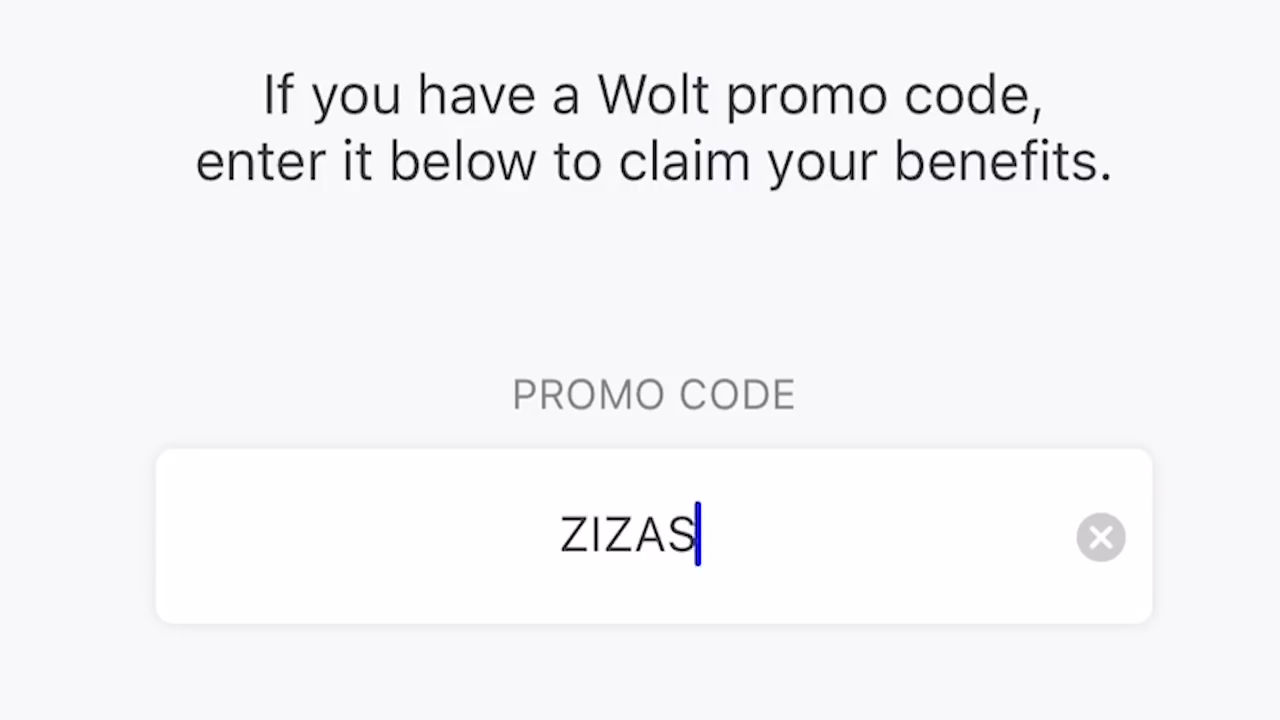 If you have a Wolt promo code,
enter it below to claim your benefits.
PROMO CODE
ZIZAS